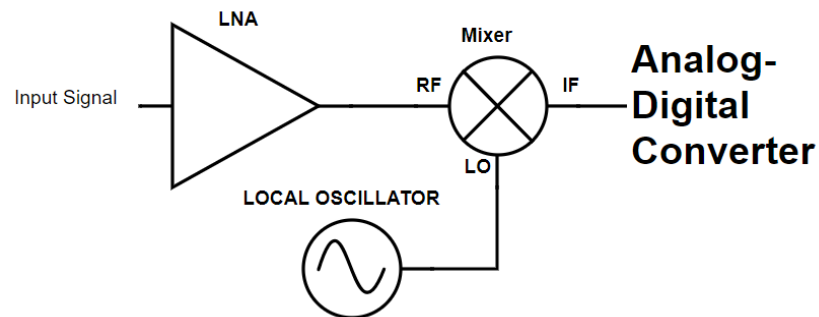 LNA
Mixer
Input Signal
RF
IF
Analog-
Digital
Converter
LO
LOCAL OSCILLATOR